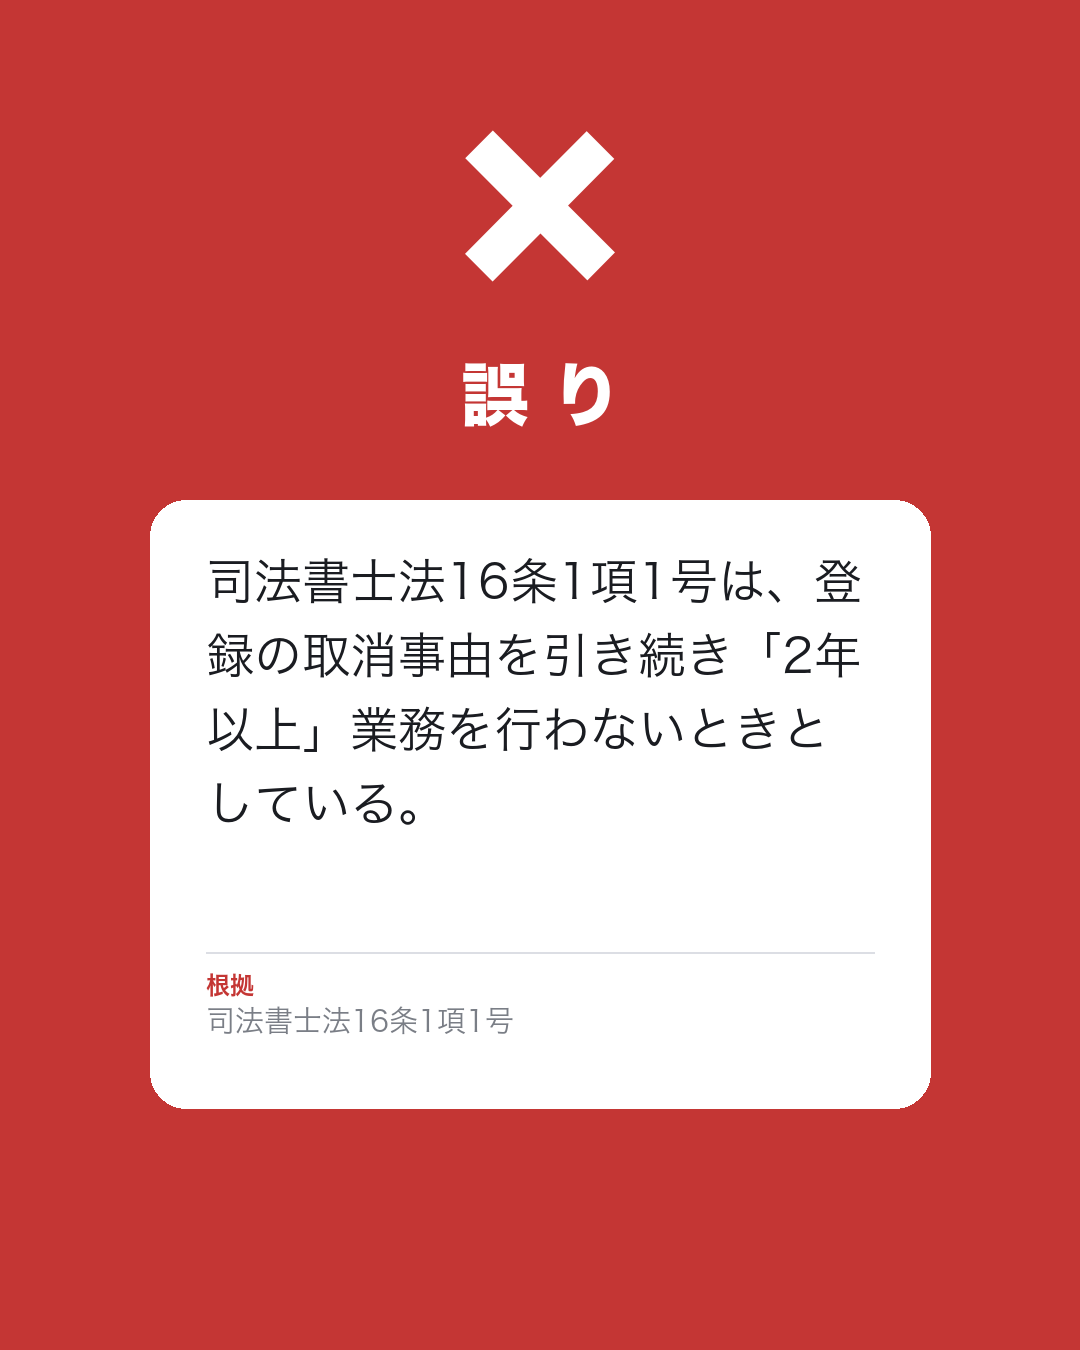 誤り
司法書士法16条1項1号は、登
録の取消事由を引き続き「2年
以上」業務を行わないときと
している。
根拠
司法書士法16条1項1号